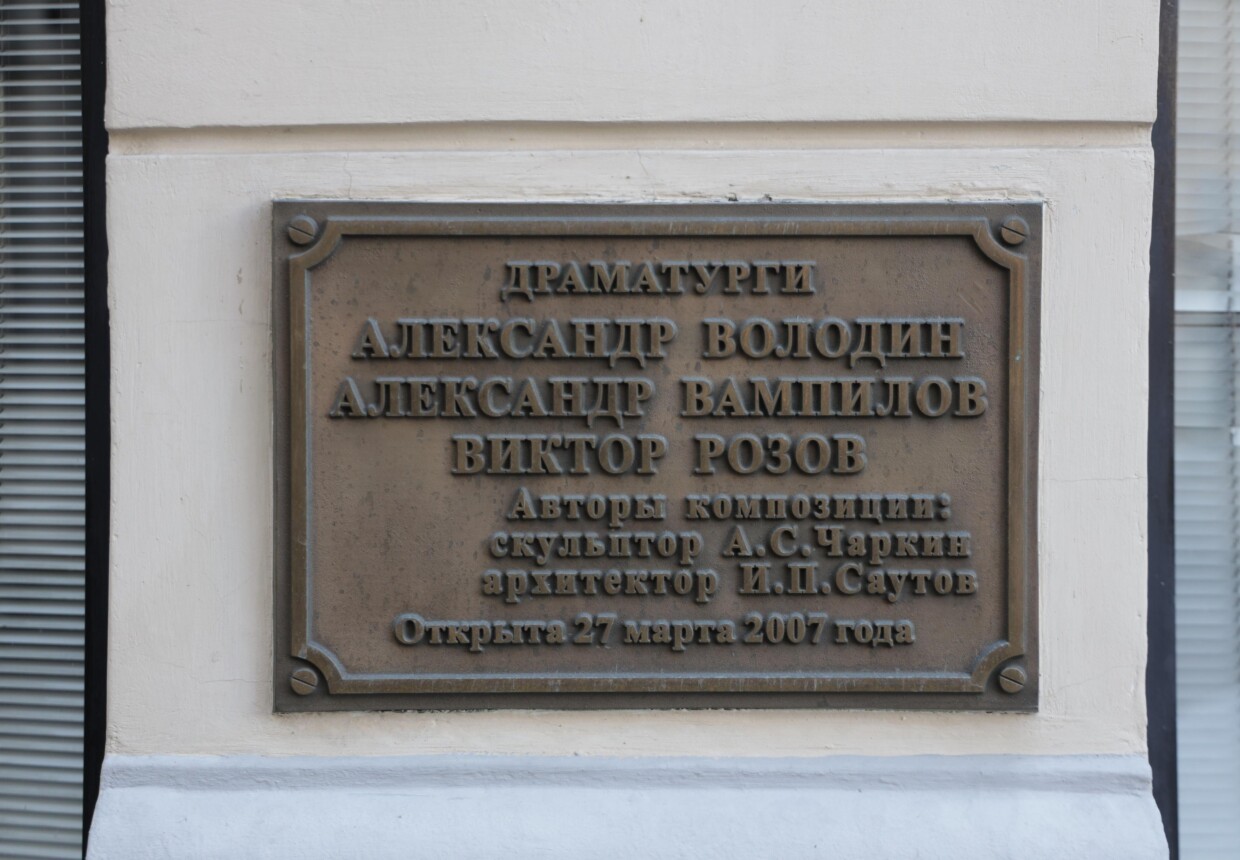 ДРАМАТУРГИ
АЛЕКСАНДР ВОЛОДИН
АЛЕКСАНДР ВАМПИЛОВ
ВИКТОР РОЗОВ
Авторы композиции:
скульптор А.С.Чаркин
архитектор И.П.Саутов
Открыта 27 марта 2007 года